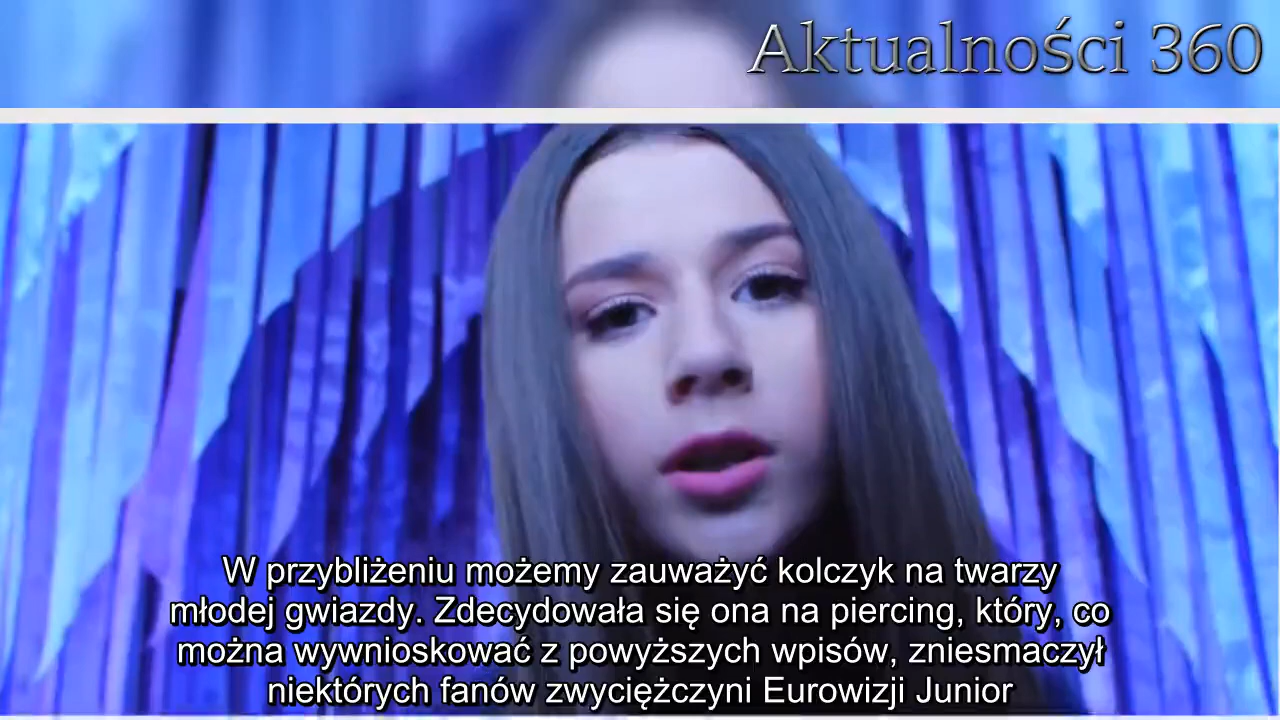 Aktualności 360
W przybliżeniu możemy zauważyć kolczyk na twarzy
młodej gwiazdy. Zdecydowała się ona na piercing, który, co
można wywnioskować z powyższych wpisów, zniesmaczył
niektórych fanów zwyciężczyni Eurowizji Junior